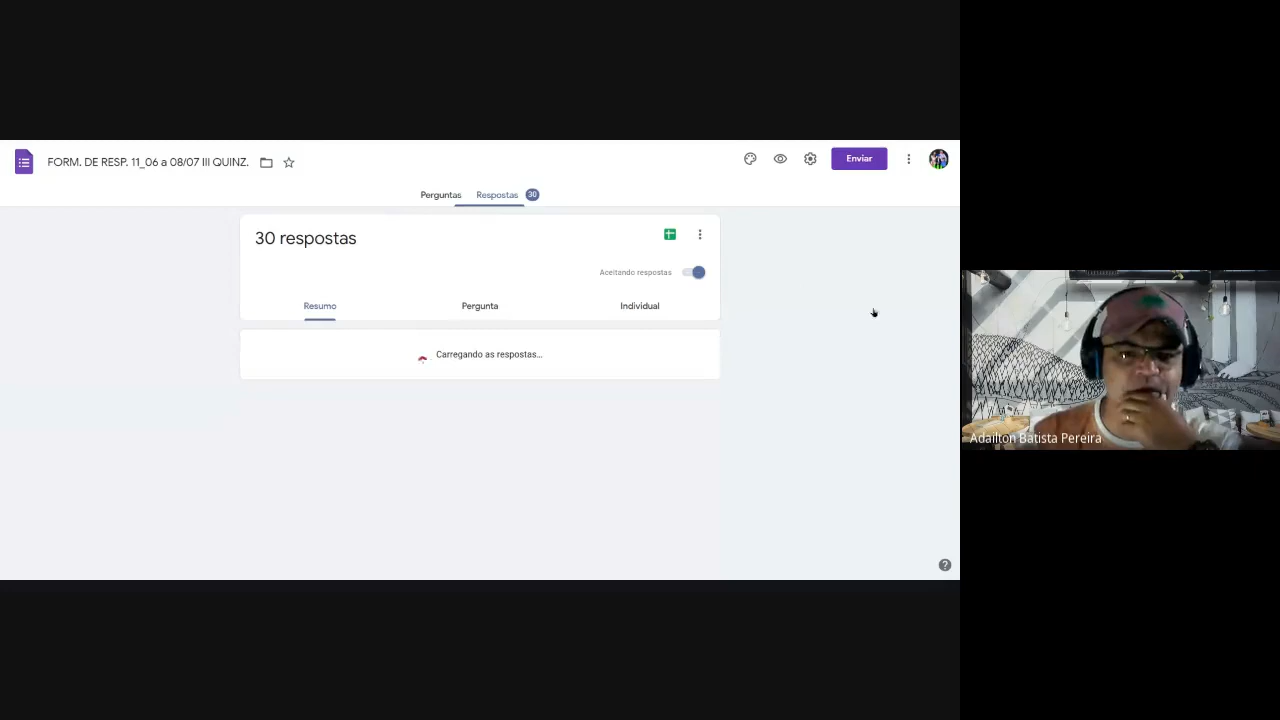 FORM. DE RESP. 11_06 a 08/07 III QUINZ.
Enviar
Perguntas Respostas 30
30 respostas
Aceitando respostas
Resumo Pergunta Individual
Carregando as respostas...
Adailton Batista Pereira
?